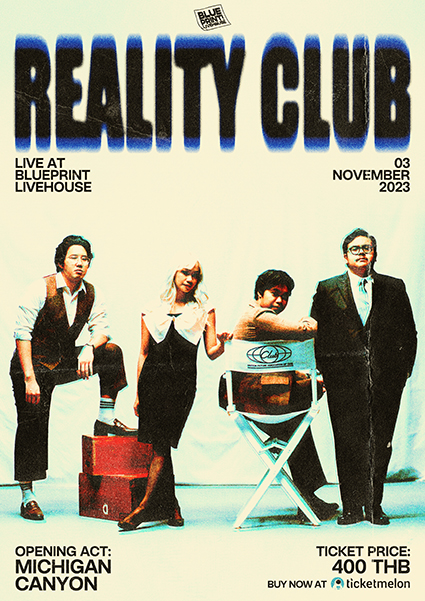 BLUE
PRINT
LIVEHOUSE
REALITY CLUB
LIVE AT
BLUEPRINT
LIVEHOUSE
03
NOVEMBER
2023
Club
OPENING ACT:
MICHIGAN
CANYON
TICKET PRICE:
400 THB
BUY NOW AT ticketmelon